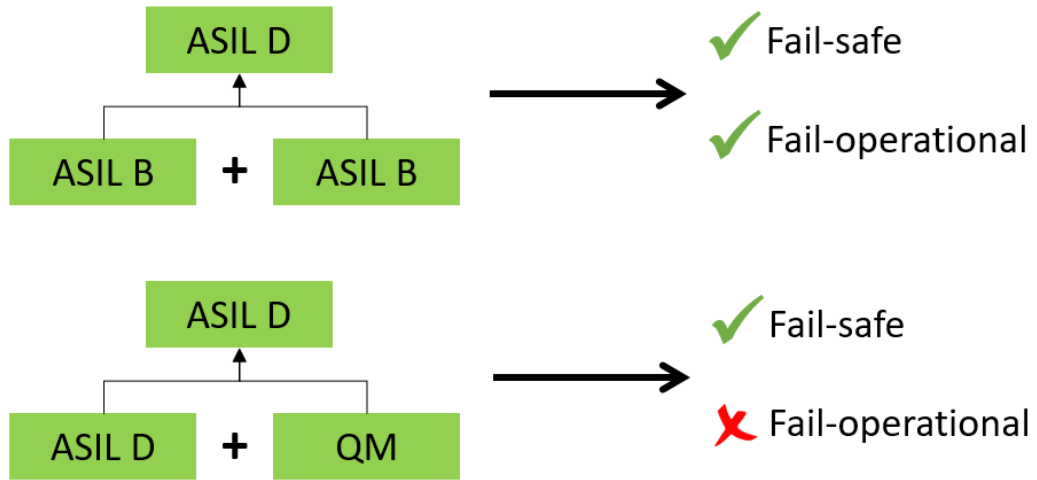 ASIL D
ASIL B + ASIL B
Fail-safe
Fail-operational
ASIL D
ASIL D + QM
Fail-safe
Fail-operational